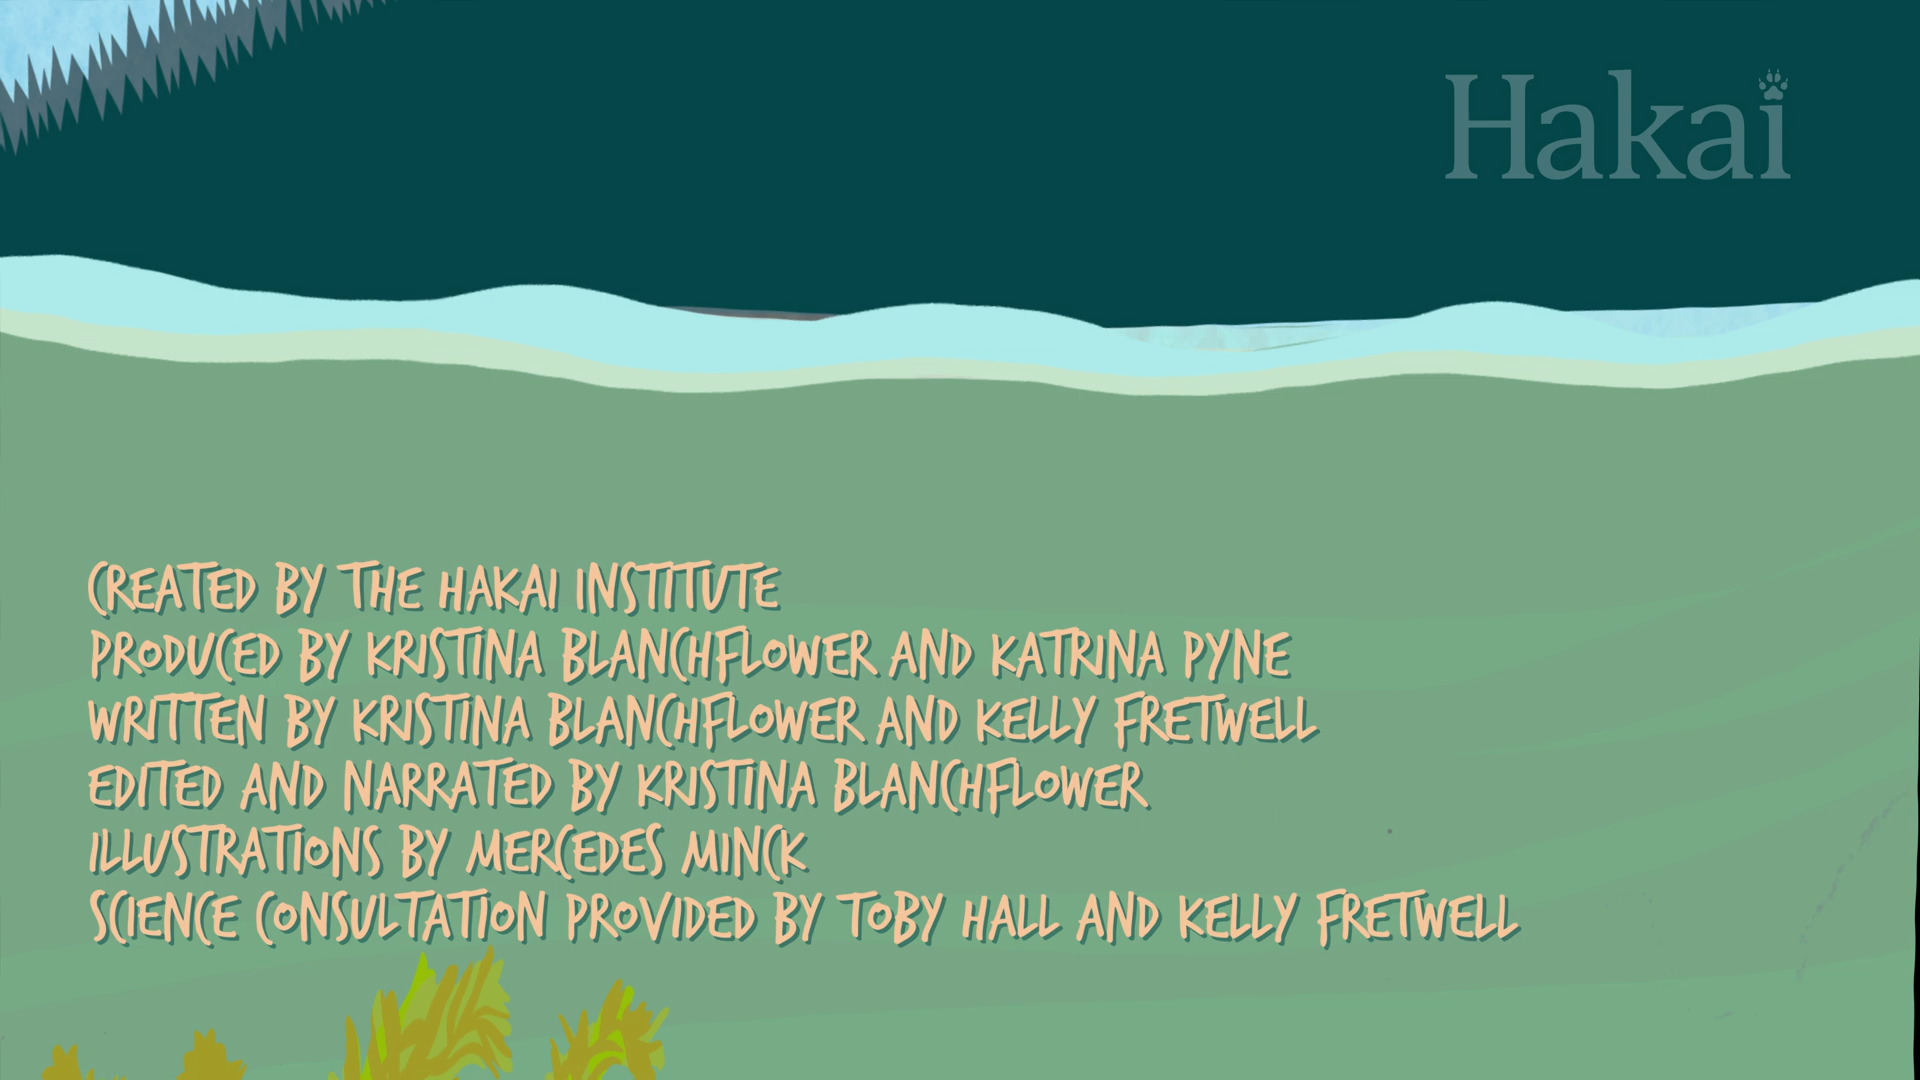 Hakai
CREATED BY THE HAKAI INSTITUTE
PRODUCED BY KRISTINA BLANCHFLOWER AND KATRINA PYNE
WRITTEN BY KRISTINA BLANCHFLOWER AND KELLY FRETWELL
EDITED AND NARRATED BY KRISTINA BLANCHFLOWER
ILLUSTRATIONS BY MERCEDES MINCK
SCIENCE CONSULTATION PROVIDED BY TOBY HALL AND KELLY FRETWELL